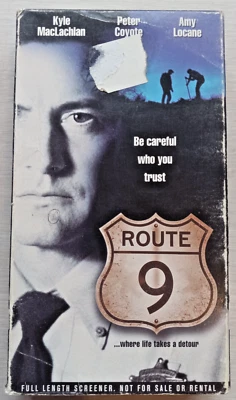 Kyle Peter Amy
MacLachlan Coyote Locane
Be careful
who you
trust
ROUTE
9
...where life takes a detour
FULL LENGTH SCREENER. NOT FOR SALE OR RENTAL